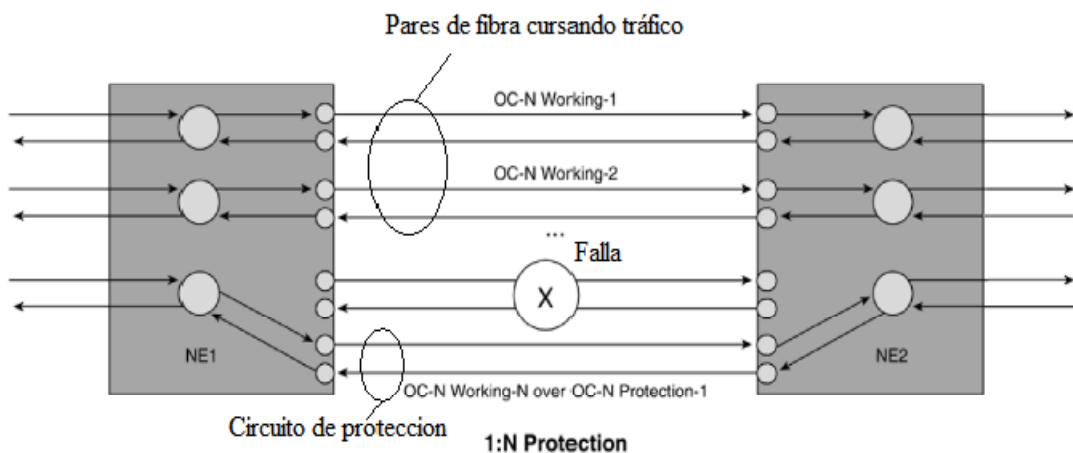 Pares de fibra cursando tráfico
OC-N Working-1
OC-N Working-2
...
Falla
X
NE1
NE2
OC-N Working-N over OC-N Protection-1
Circuito de proteccion
1:N Protection